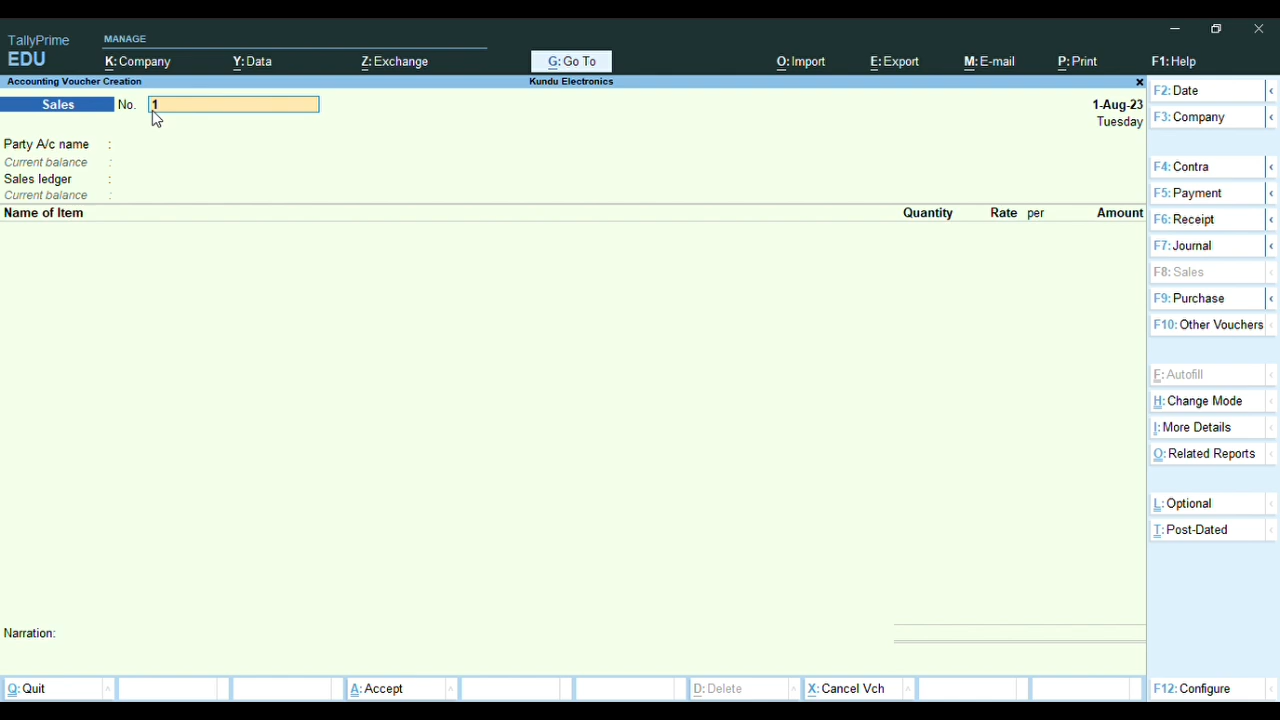 TallyPrime
EDU
MANAGE
K: Company
Y: Data
Z: Exchange
G: Go To
O: Import
E: Export
M: E-mail
P: Print
F1: Help
Accounting Voucher Creation
Kundu Electronics
Sales No. 1
1-Aug-23
Tuesday
Party A/c name :
Current balance :
Sales ledger :
Current balance :
Name of Item Quantity Rate per Amount
Narration:
F2: Date
F3: Company
F4: Contra
F5: Payment
F6: Receipt
F7: Journal
F8: Sales
F9: Purchase
F10: Other Vouchers
F: Autofill
H: Change Mode
I: More Details
O: Related Reports
L: Optional
T: Post-Dated
Q: Quit
A: Accept
D: Delete
X: Cancel Vch
F12: Configure